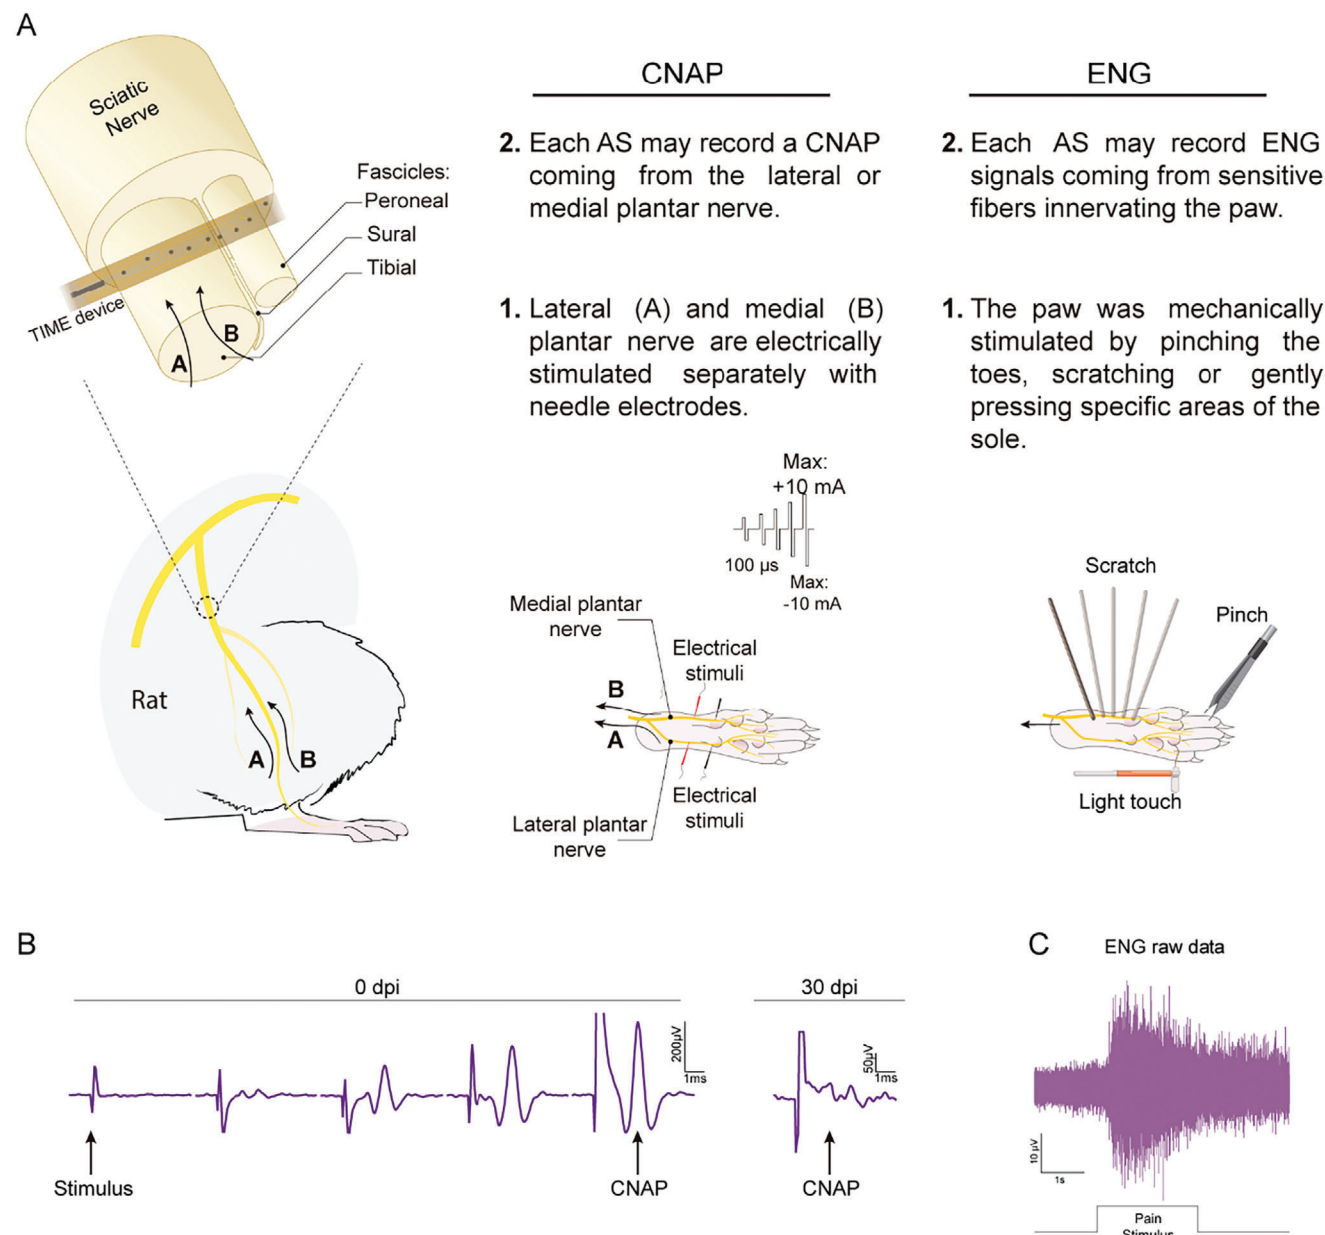 A
Sciatic
Nerve
Fascicles:
Peroneal
Sural
Tibial
TIME device
A
B
Rat
A
B
CNAP
2. Each AS may record a CNAP
coming from the lateral or
medial plantar nerve.
1. Lateral (A) and medial (B)
plantar nerve are electrically
stimulated separately with
needle electrodes.
Max:
+10 mA
100 µs
Max:
-10 mA
Medial plantar
nerve
Electrical
stimuli
B
A
Electrical
stimuli
Lateral plantar
nerve
ENG
2. Each AS may record ENG
signals coming from sensitive
fibers innervating the paw.
1. The paw was mechanically
stimulated by pinching the
toes, scratching or gently
pressing specific areas of the
sole.
Scratch
Pinch
Light touch
B
0 dpi
200µV
1ms
Stimulus
CNAP
30 dpi
50µV
1ms
CNAP
C
ENG raw data
10 µV
1s
Pain
Stimulus